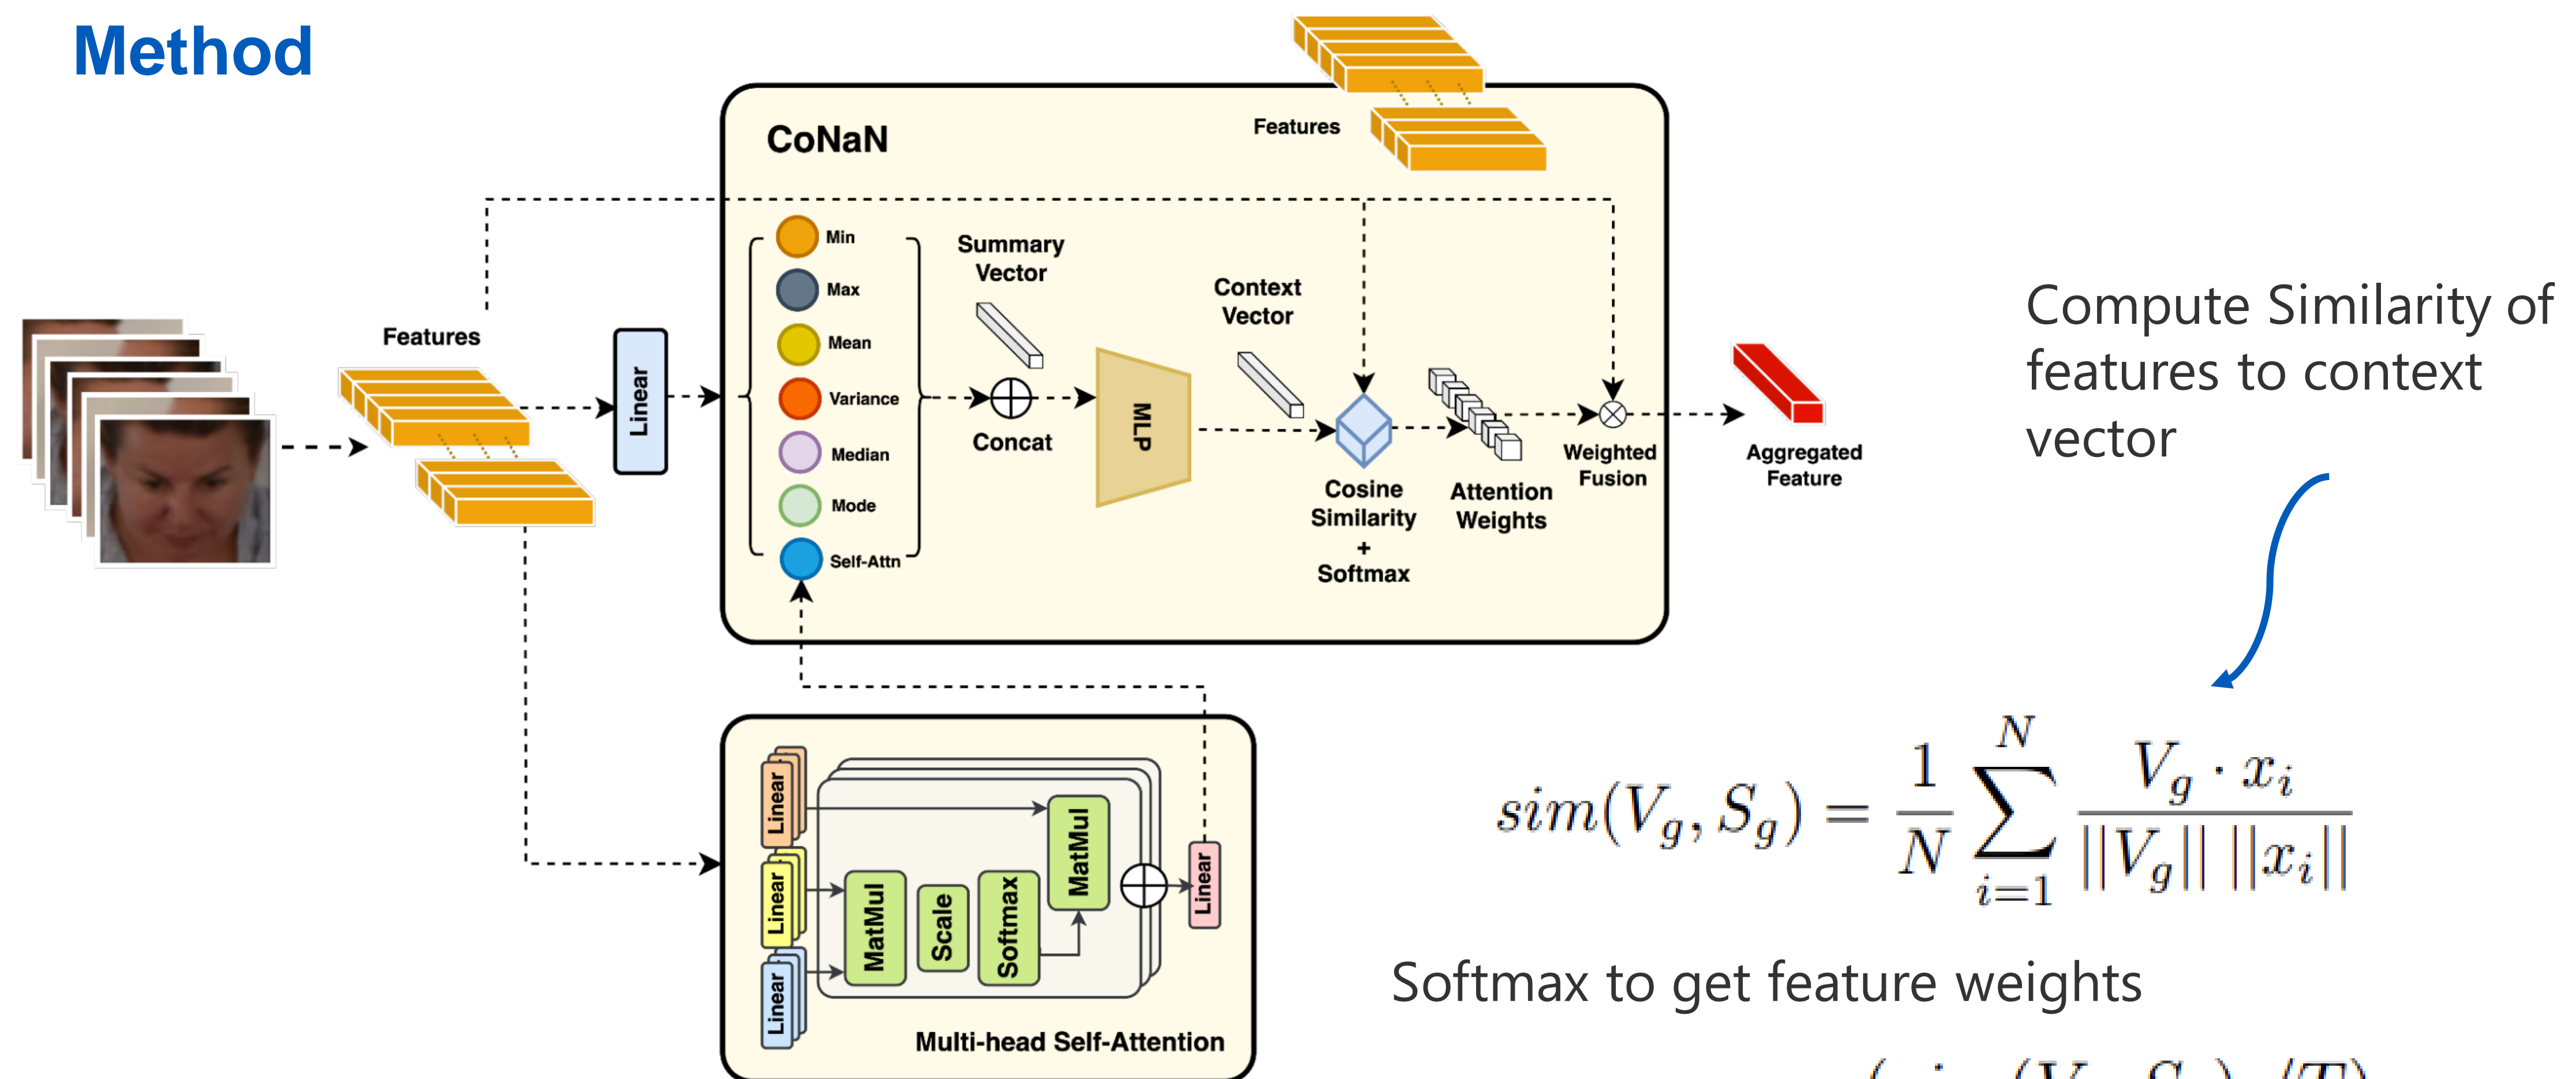 Method
CoNaN
Features
Features
Min
Max
Mean
Variance
Median
Mode
Self-Attn
Linear
Summary
Vector
Concat
MLP
Context
Vector
Cosine
Similarity
+
Softmax
Attention
Weights
Weighted
Fusion
Aggregated
Feature
Compute Similarity of
features to context
vector
Linear
Linear
Linear
MatMul
Scale
Softmax
MatMul
Linear
Multi-head Self-Attention
sim(V_g, S_g) = \frac{1}{N} \sum_{i=1}^{N} \frac{V_g · x_i}{||V_g|| ||x_i||}
Softmax to get feature weights